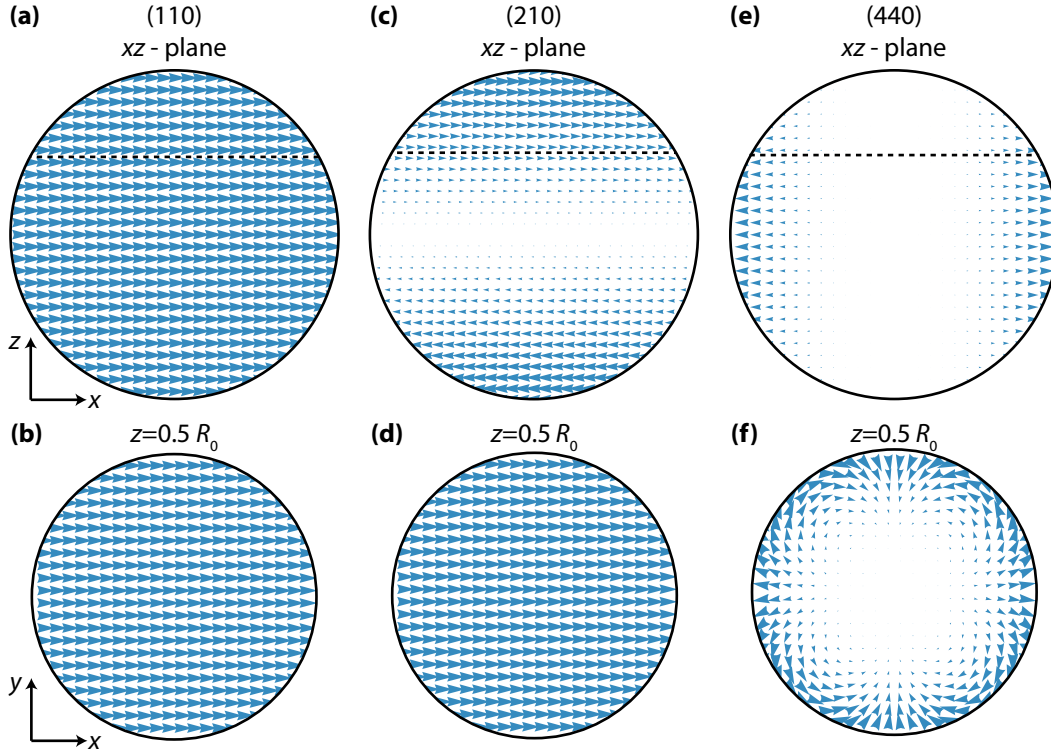 (a) (110) (c) (210) (e) (440)
xz - plane xz - plane xz - plane
z
x
(b) z=0.5 R0 (d) z=0.5 R0 (f) z=0.5 R0
y
x